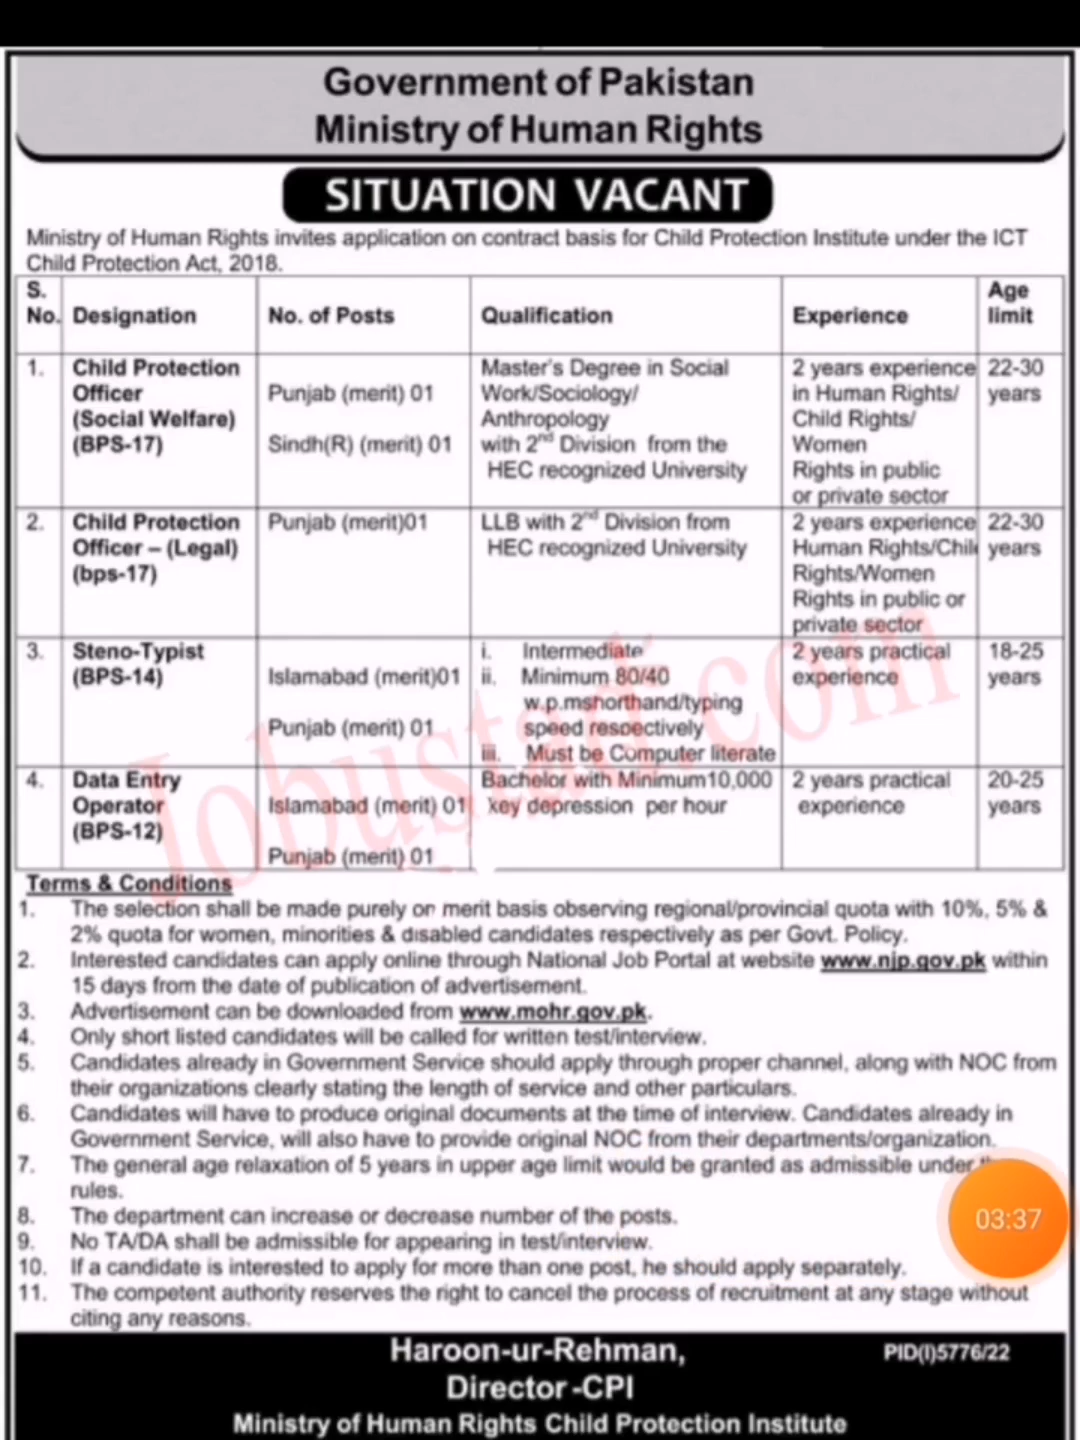 Government of Pakistan
Ministry of Human Rights
SITUATION VACANT
Ministry of Human Rights invites application on contract basis for Child Protection Institute under the ICT
Child Protection Act, 2018.
S. No. Designation No. of Posts Qualification Experience Age limit
1. Child Protection Officer (Social Welfare) (BPS-17)
Punjab (merit) 01
Sindh(R) (merit) 01
Master's Degree in Social
Work/Sociology/
Anthropology
with 2nd Division from the
HEC recognized University
2 years experience
in Human Rights/
Child Rights/
Women
Rights in public
or private sector
22-30
years
2. Child Protection Officer – (Legal) (bps-17)
Punjab (merit)01
LLB with 2nd Division from
HEC recognized University
2 years experience
Human Rights/Chil
Rights/Women
Rights in public or
private sector
22-30
years
3. Steno-Typist (BPS-14)
Islamabad (merit)01
Punjab (merit) 01
i. Intermediate
ii. Minimum 80/40
w.p.mshorthand/typing
speed respectively
iii. Must be Computer literate
2 years practical
experience
18-25
years
4. Data Entry Operator (BPS-12)
Islamabad (merit) 01
Punjab (merit) 01
Bachelor with Minimum10,000
key depression per hour
2 years practical
experience
20-25
years
Jobustad.com
Terms & Conditions
1. The selection shall be made purely on merit basis observing regional/provincial quota with 10%, 5% &
2% quota for women, minorities & disabled candidates respectively as per Govt. Policy.
2. Interested candidates can apply online through National Job Portal at website www.njp.gov.pk within
15 days from the date of publication of advertisement.
3. Advertisement can be downloaded from www.mohr.gov.pk.
4. Only short listed candidates will be called for written test/interview.
5. Candidates already in Government Service should apply through proper channel, along with NOC from
their organizations clearly stating the length of service and other particulars.
6. Candidates will have to produce original documents at the time of interview. Candidates already in
Government Service, will also have to provide original NOC from their departments/organization.
7. The general age relaxation of 5 years in upper age limit would be granted as admissible under
rules.
03:37
8. The department can increase or decrease number of the posts.
9. No TA/DA shall be admissible for appearing in test/interview.
10. If a candidate is interested to apply for more than one post, he should apply separately.
11. The competent authority reserves the right to cancel the process of recruitment at any stage without
citing any reasons.
Haroon-ur-Rehman,
PID(I)5776/22
Director -CPI
Ministry of Human Rights Child Protection Institute